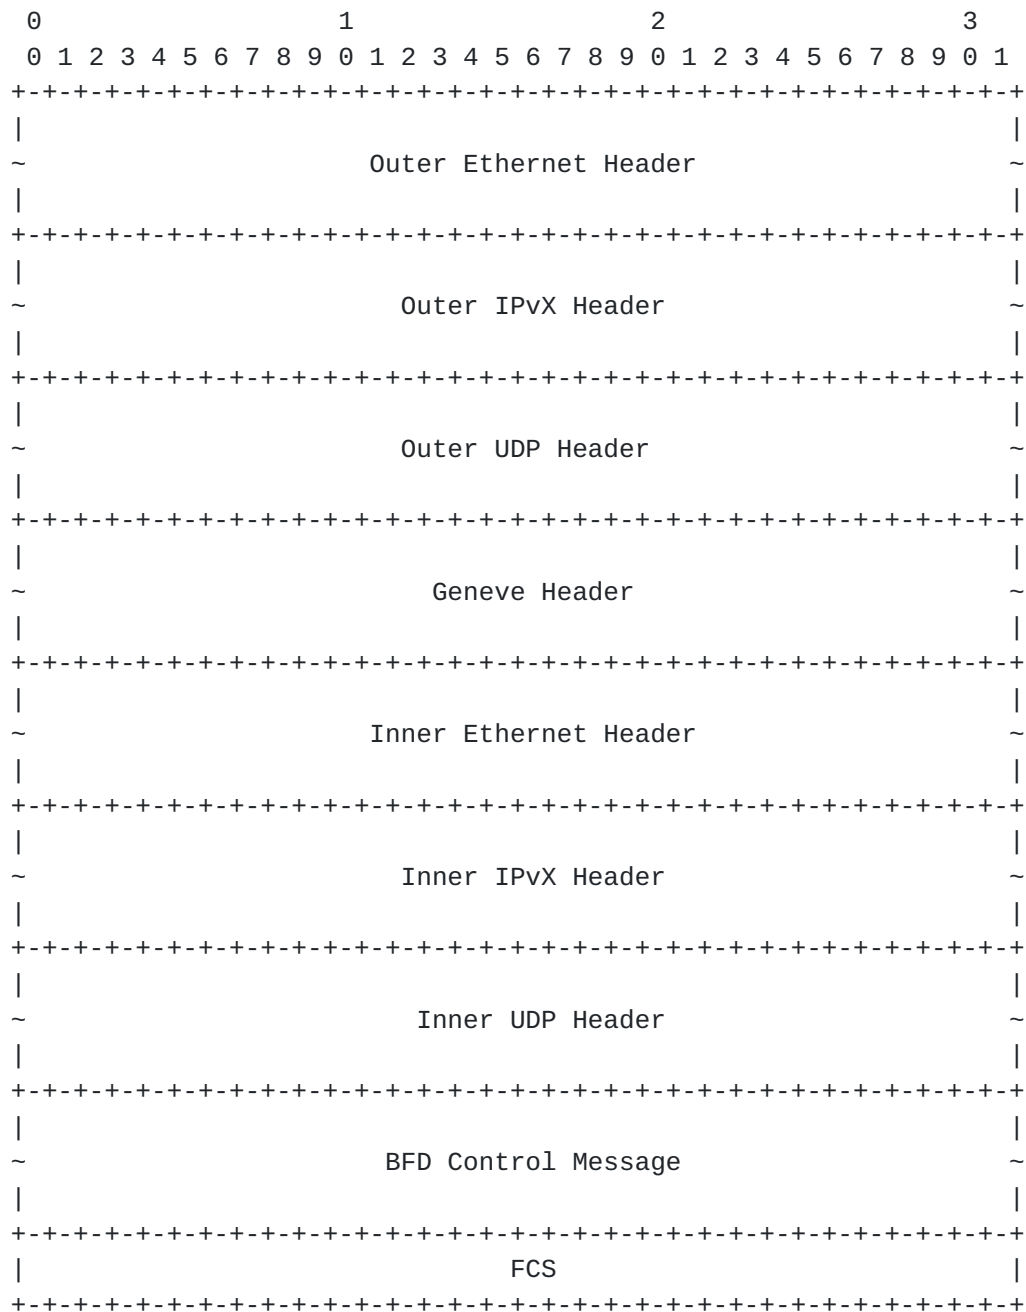 0                   1                   2                   3
 0 1 2 3 4 5 6 7 8 9 0 1 2 3 4 5 6 7 8 9 0 1 2 3 4 5 6 7 8 9 0 1
+-+-+-+-+-+-+-+-+-+-+-+-+-+-+-+-+-+-+-+-+-+-+-+-+-+-+-+-+-+-+-+-+
|                                                               |
~                      Outer Ethernet Header                    ~
|                                                               |
+-+-+-+-+-+-+-+-+-+-+-+-+-+-+-+-+-+-+-+-+-+-+-+-+-+-+-+-+-+-+-+-+
|                                                               |
~                        Outer IPvX Header                      ~
|                                                               |
+-+-+-+-+-+-+-+-+-+-+-+-+-+-+-+-+-+-+-+-+-+-+-+-+-+-+-+-+-+-+-+-+
|                                                               |
~                        Outer UDP Header                       ~
|                                                               |
+-+-+-+-+-+-+-+-+-+-+-+-+-+-+-+-+-+-+-+-+-+-+-+-+-+-+-+-+-+-+-+-+
|                                                               |
~                          Geneve Header                        ~
|                                                               |
+-+-+-+-+-+-+-+-+-+-+-+-+-+-+-+-+-+-+-+-+-+-+-+-+-+-+-+-+-+-+-+-+
|                                                               |
~                      Inner Ethernet Header                    ~
|                                                               |
+-+-+-+-+-+-+-+-+-+-+-+-+-+-+-+-+-+-+-+-+-+-+-+-+-+-+-+-+-+-+-+-+
|                                                               |
~                        Inner IPvX Header                      ~
|                                                               |
+-+-+-+-+-+-+-+-+-+-+-+-+-+-+-+-+-+-+-+-+-+-+-+-+-+-+-+-+-+-+-+-+
|                                                               |
~                         Inner UDP Header                      ~
|                                                               |
+-+-+-+-+-+-+-+-+-+-+-+-+-+-+-+-+-+-+-+-+-+-+-+-+-+-+-+-+-+-+-+-+
|                                                               |
~                       BFD Control Message                     ~
|                                                               |
+-+-+-+-+-+-+-+-+-+-+-+-+-+-+-+-+-+-+-+-+-+-+-+-+-+-+-+-+-+-+-+-+
|                               FCS                             |
+-+-+-+-+-+-+-+-+-+-+-+-+-+-+-+-+-+-+-+-+-+-+-+-+-+-+-+-+-+-+-+-+